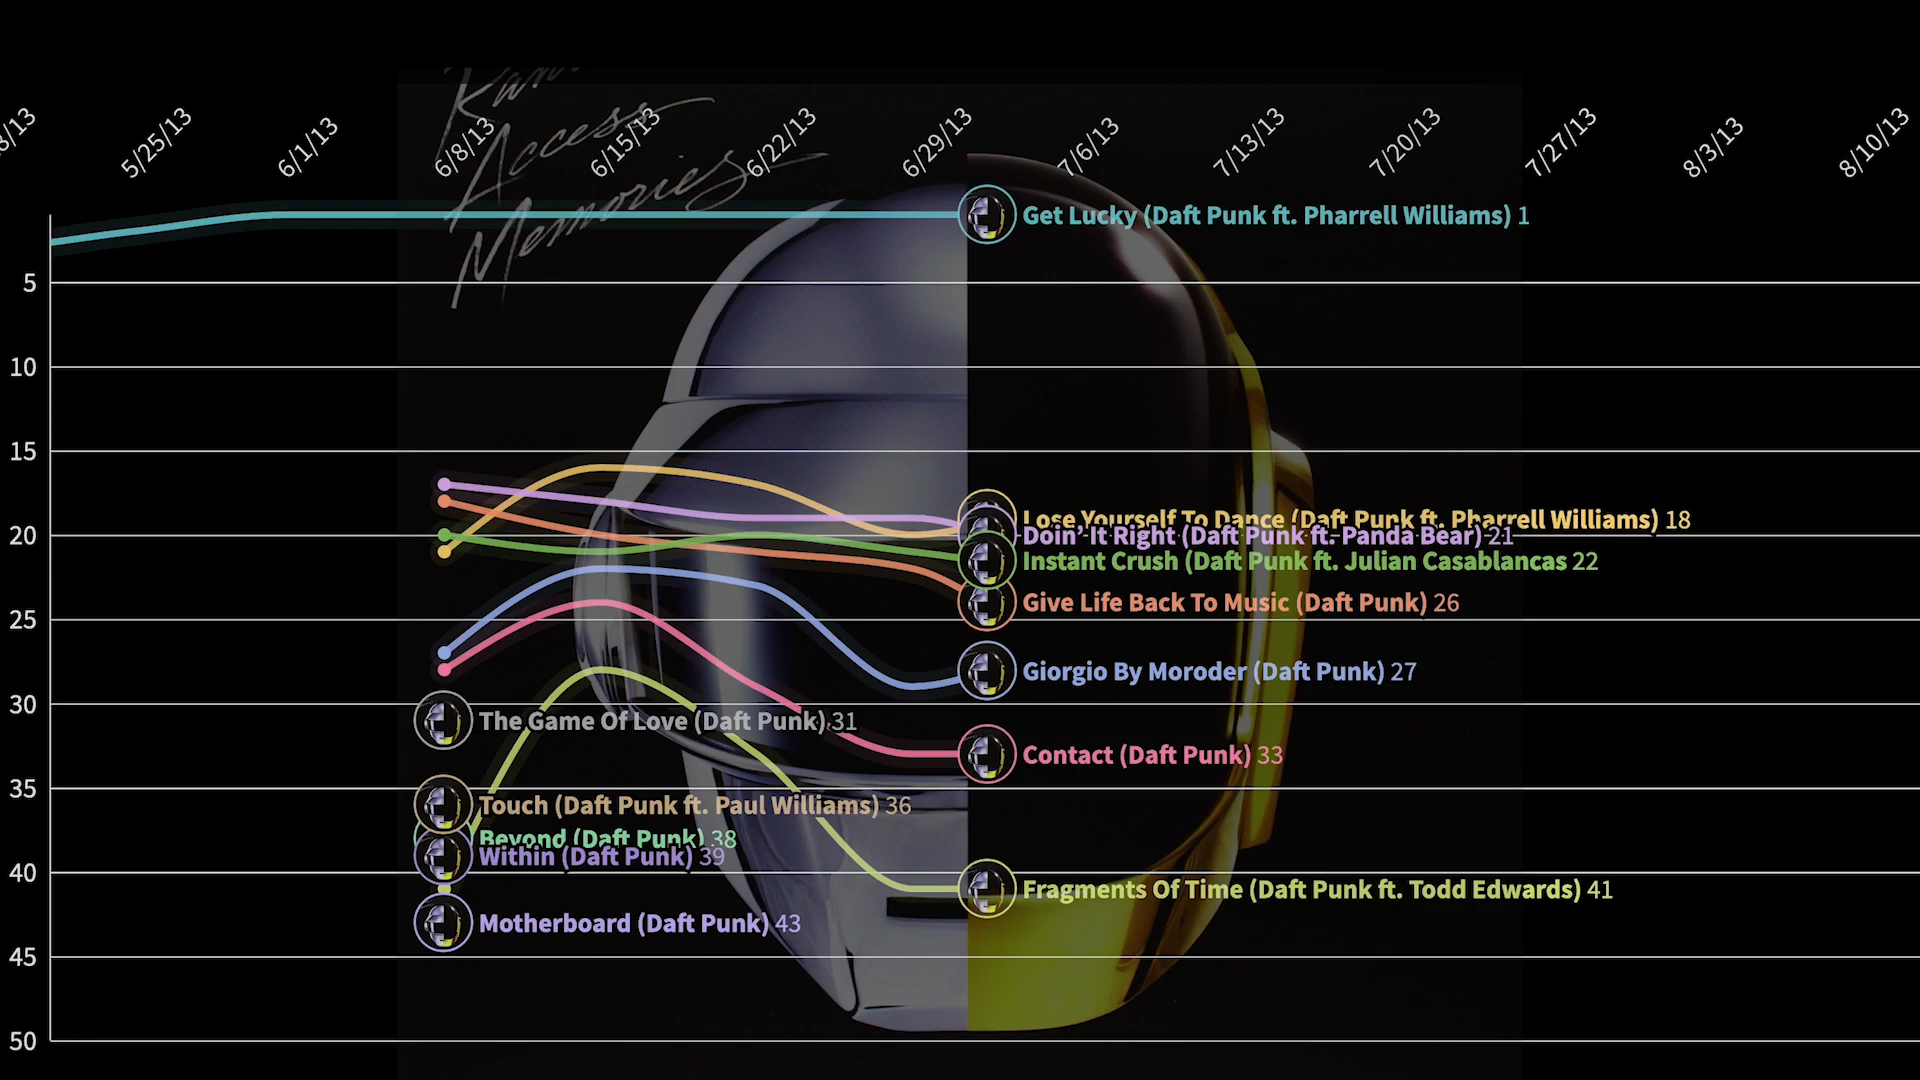 8/13
5/25/13
6/1/13
6/8/13
6/15/13
6/22/13
6/29/13
7/6/13
7/13/13
7/20/13
7/27/13
8/3/13
8/10/13
Access
Memories
Get Lucky (Daft Punk ft. Pharrell Williams) 1
5
10
15
Lose Yourself To Dance (Daft Punk ft. Pharrell Williams) 18
20
Doin' It Right (Daft Punk ft. Panda Bear) 21
Instant Crush (Daft Punk ft. Julian Casablancas 22
Give Life Back To Music (Daft Punk) 26
25
Giorgio By Moroder (Daft Punk) 27
30
The Game Of Love (Daft Punk) 31
Contact (Daft Punk) 33
35
Touch (Daft Punk ft. Paul Williams) 36
Beyond (Daft Punk) 38
Within (Daft Punk) 39
40
Fragments Of Time (Daft Punk ft. Todd Edwards) 41
Motherboard (Daft Punk) 43
45
50